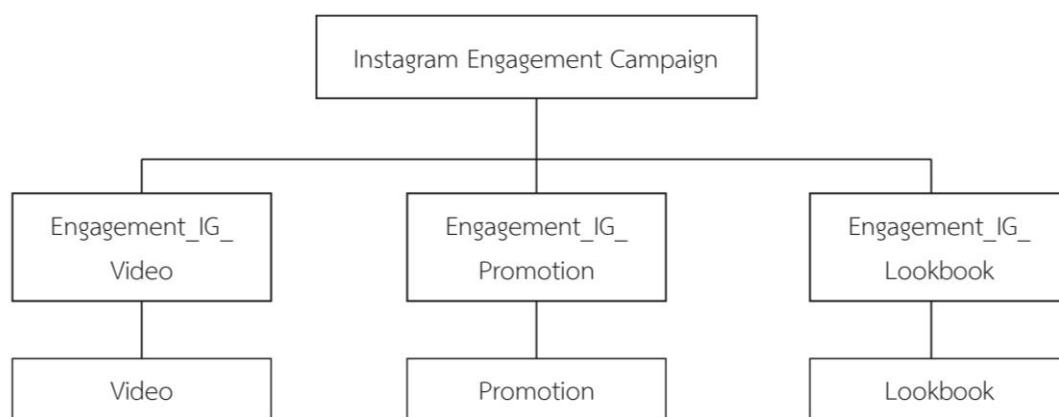 Instagram Engagement Campaign
Engagement_IG_
Video
Engagement_IG_
Promotion
Engagement_IG_
Lookbook
Video
Promotion
Lookbook